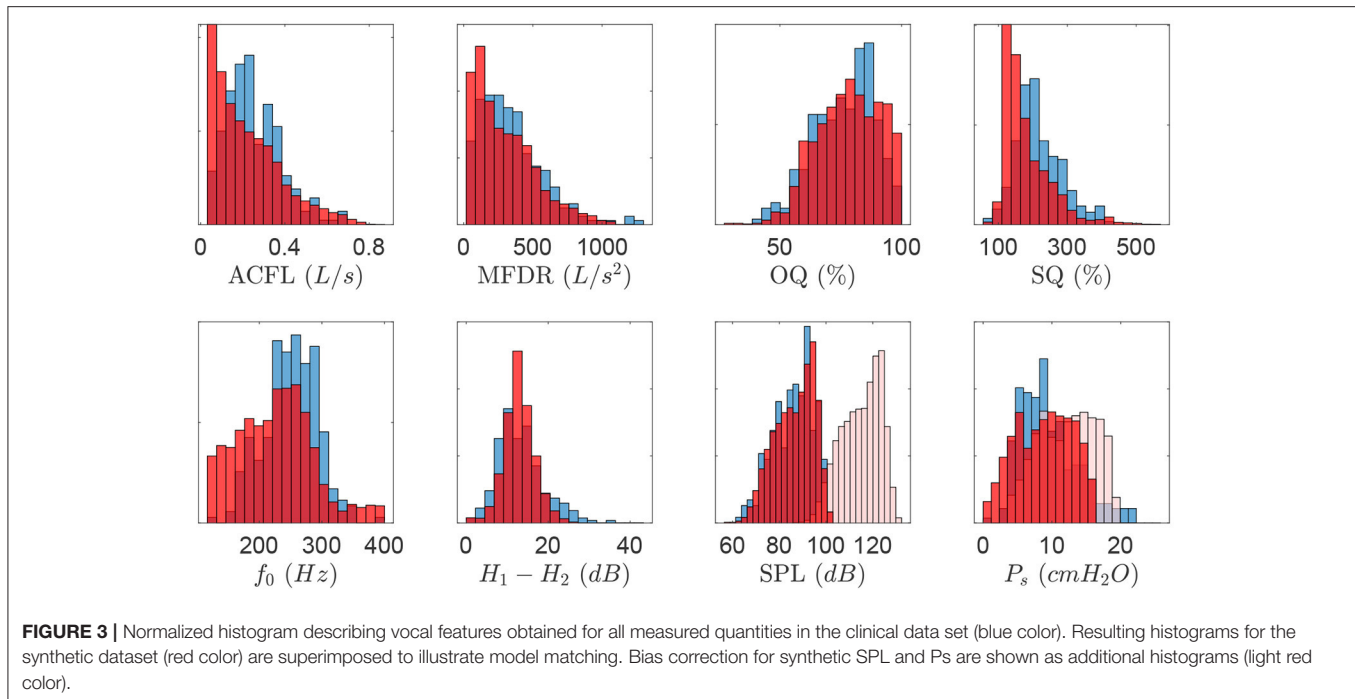 0 0.4 0.8
ACFL (L/s)
0 500 1000
MFDR (L/s²)
50 100
OQ (%)
100 300 500
SQ (%)
200 300 400
f₀ (Hz)
0 20 40
H₁ − H₂ (dB)
60 80 100 120
SPL (dB)
0 10 20
Pₛ (cmH₂O)
FIGURE 3 | Normalized histogram describing vocal features obtained for all measured quantities in the clinical data set (blue color). Resulting histograms for the
synthetic dataset (red color) are superimposed to illustrate model matching. Bias correction for synthetic SPL and Ps are shown as additional histograms (light red
color).